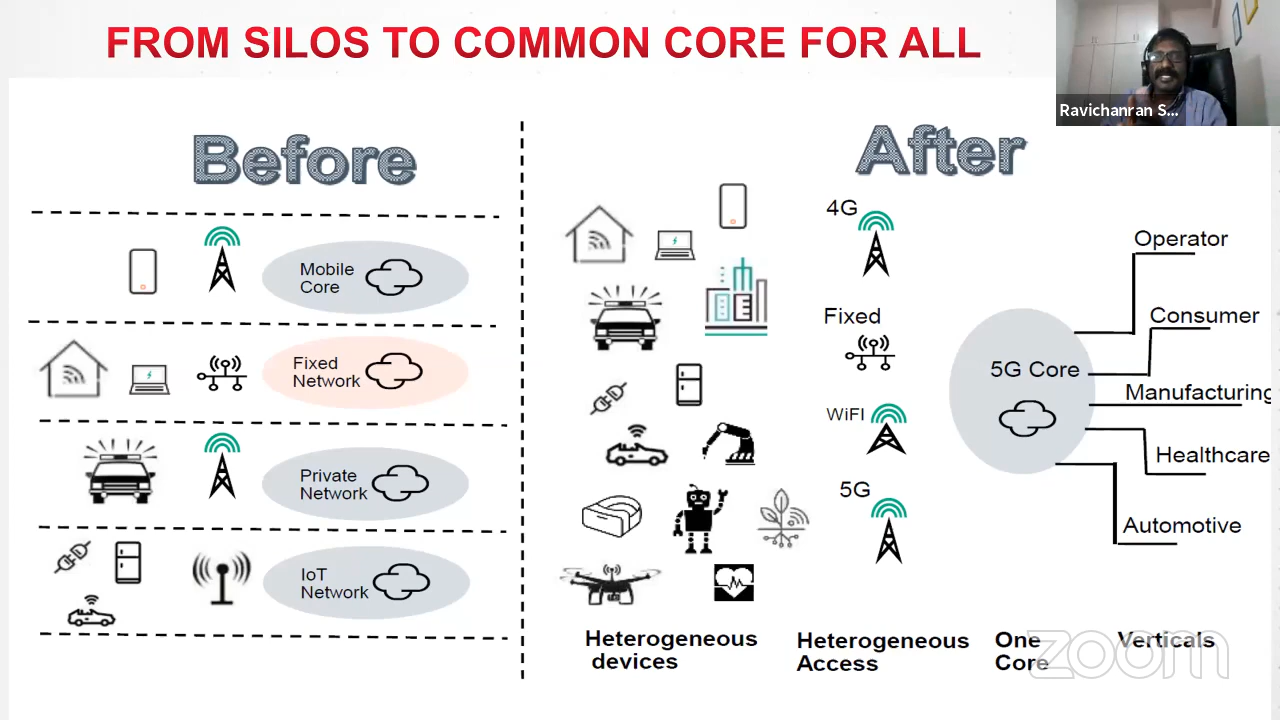 FROM SILOS TO COMMON CORE FOR ALL
Ravichanran S...
Before
Mobile
Core
Fixed
Network
Private
Network
IoT
Network
After
4G
Fixed
WiFI
5G
5G Core
Operator
Consumer
Manufacturing
Healthcare
Automotive
Heterogeneous
devices
Heterogeneous
Access
One
Core
Verticals
zoom